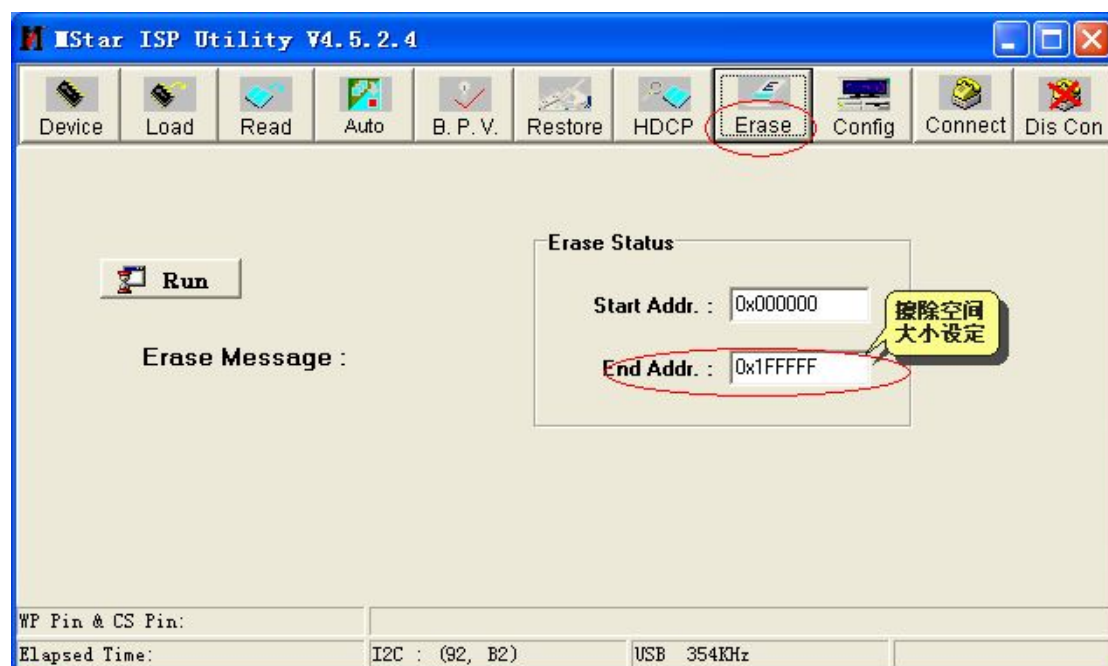 MStar ISP Utility V4.5.2.4
Device Load Read Auto B.P.V. Restore HDCP Erase Config Connect Dis Con
Erase Status
Run
Start Addr. : 0x000000
擦除空间
大小设定
Erase Message :
End Addr. : 0x1FFFFF
WP Pin & CS Pin:
Elapsed Time: I2C : (92, B2) USB 354KHz